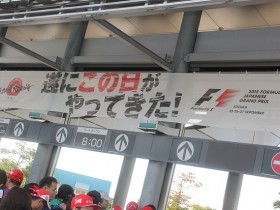 遂にこの日が
やってきた!
F1
FORMULA 1
JAPANESE
GRAND PRIX
SUZUKA
8:00